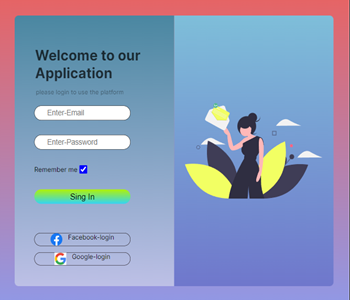 Welcome to our
Application
please login to use the platform
Enter-Email
Enter-Password
Remember me
Sing In
Facebook-login
Google-login